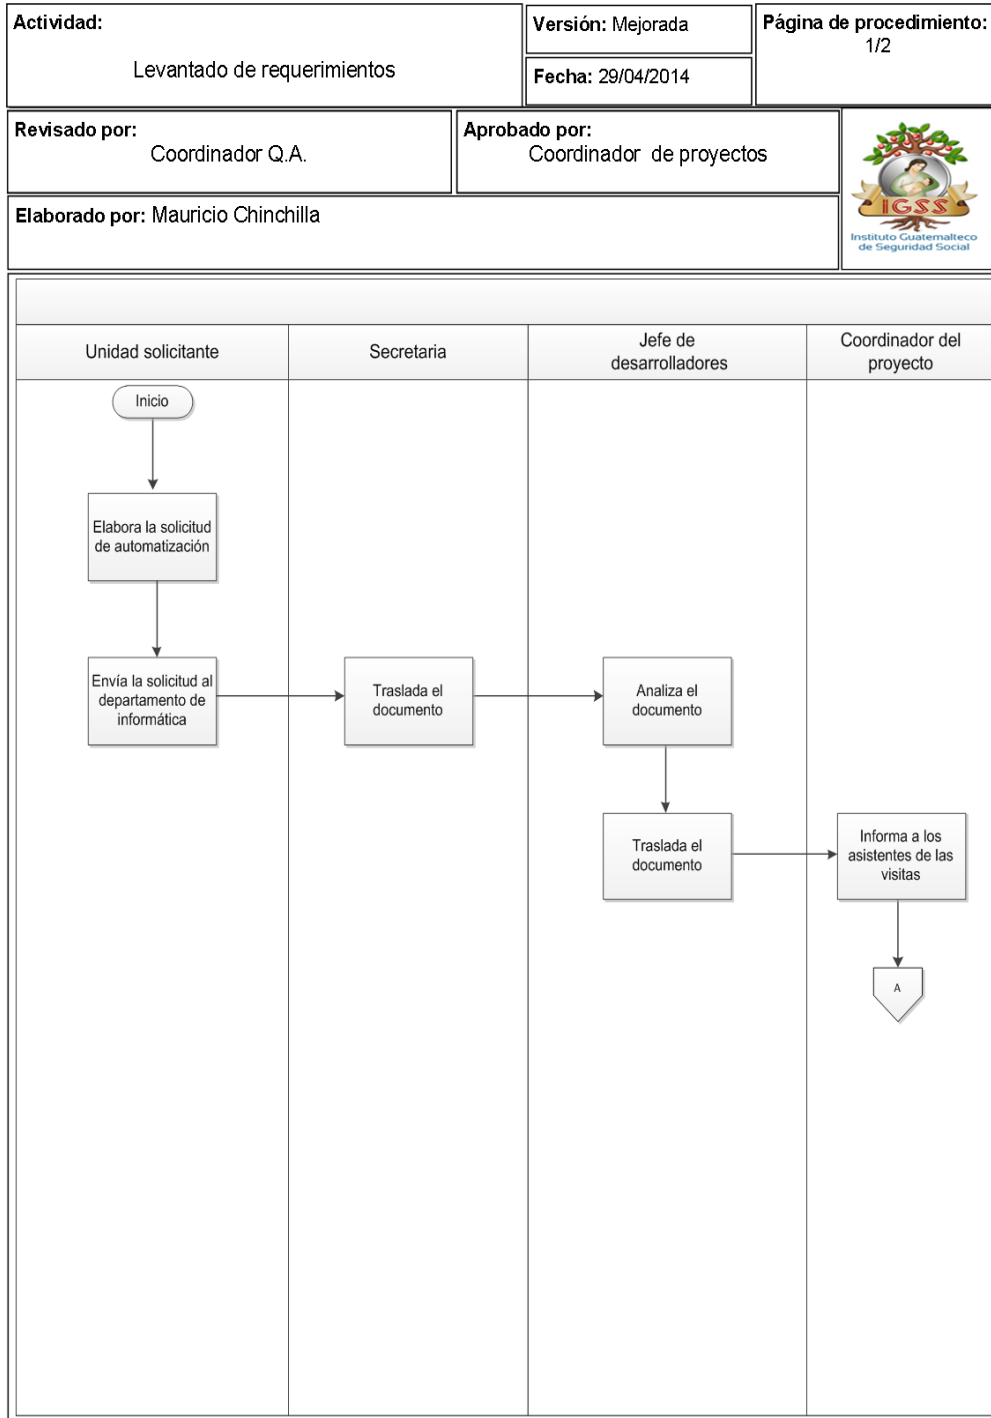 Actividad:
Levantado de requerimientos
Versión: Mejorada
Fecha: 29/04/2014
Página de procedimiento:
1/2
Revisado por:
Coordinador Q.A.
Aprobado por:
Coordinador de proyectos
Elaborado por: Mauricio Chinchilla
IGSS
Instituto Guatemalteco
de Seguridad Social
Unidad solicitante
Secretaria
Jefe de
desarrolladores
Coordinador del
proyecto
Inicio
Elabora la solicitud
de automatización
Envía la solicitud al
departamento de
informática
Traslada el
documento
Analiza el
documento
Traslada el
documento
Informa a los
asistentes de las
visitas
A